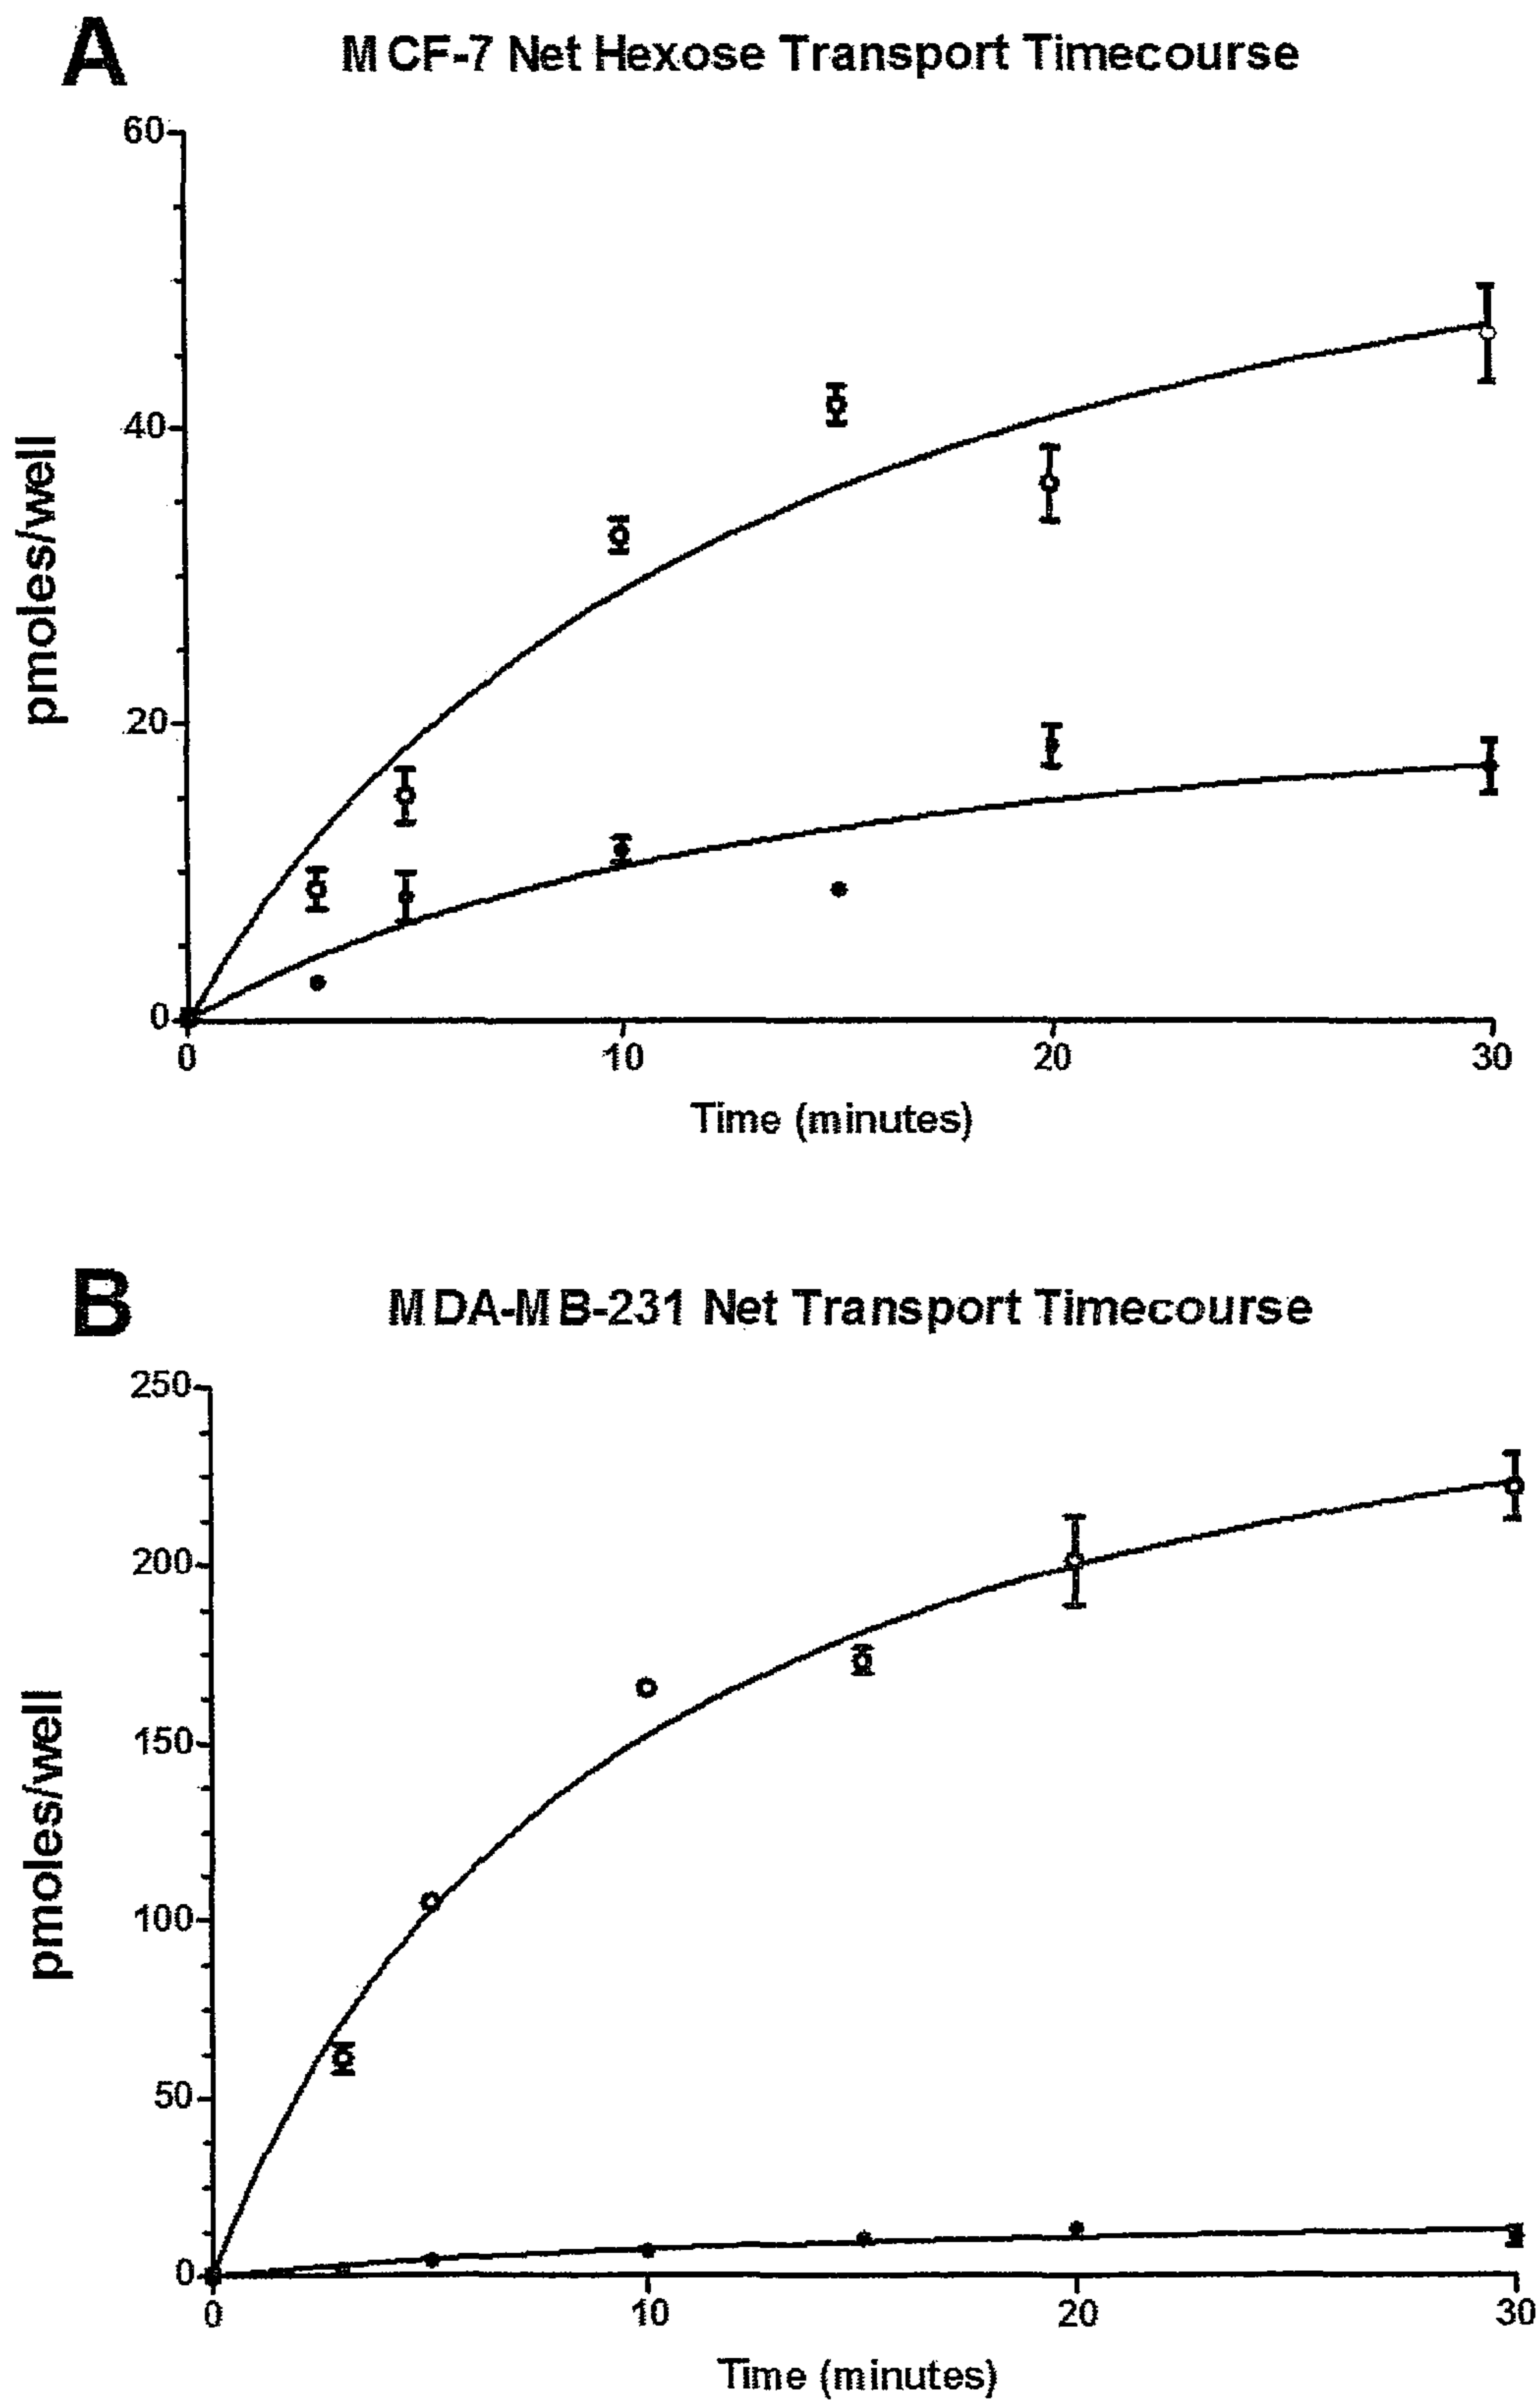 A MCF-7 Net Hexose Transport Timecourse
60
40
20
0
0 10 20 30
pmoles/well
Time (minutes)
B MDA-MB-231 Net Transport Timecourse
250
200
150
100
50
0
0 10 20 30
pmoles/well
Time (minutes)